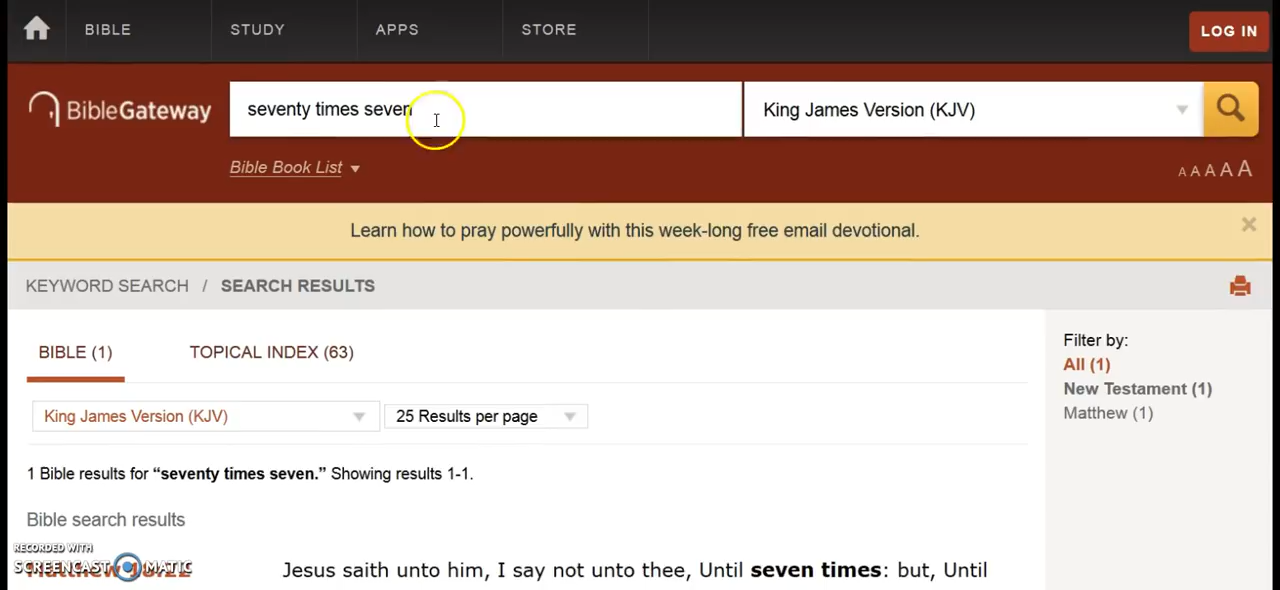 BIBLE STUDY APPS STORE LOG IN
BibleGateway seventy times seven King James Version (KJV)
Bible Book List A A A A A
Learn how to pray powerfully with this week-long free email devotional.
KEYWORD SEARCH / SEARCH RESULTS
BIBLE (1) TOPICAL INDEX (63)
Filter by:
All (1)
New Testament (1)
Matthew (1)
King James Version (KJV) 25 Results per page
1 Bible results for “seventy times seven.” Showing results 1-1.
Bible search results
RECORDED WITH
SCREENCAST MATIC
Jesus saith unto him, I say not unto thee, Until seven times: but, Until